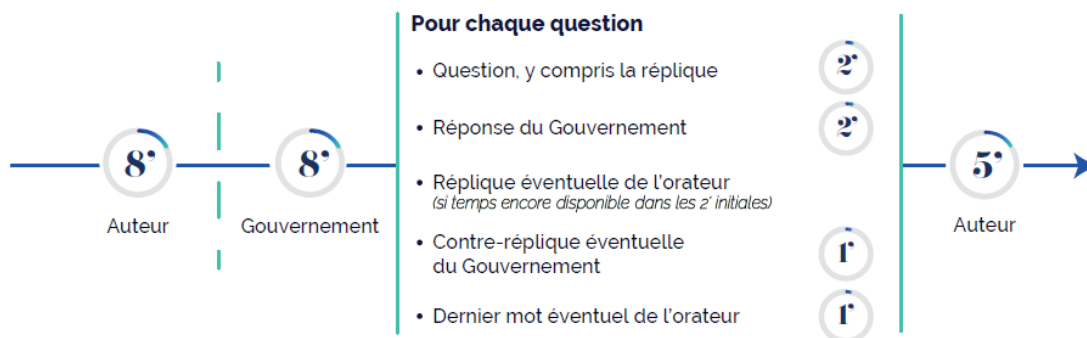 8'
Auteur
8'
Gouvernement
Pour chaque question
• Question, y compris la réplique
2'
• Réponse du Gouvernement
2'
• Réplique éventuelle de l'orateur
(si temps encore disponible dans les 2' initiales)
• Contre-réplique éventuelle
du Gouvernement
1'
• Dernier mot éventuel de l'orateur
1'
5'
Auteur